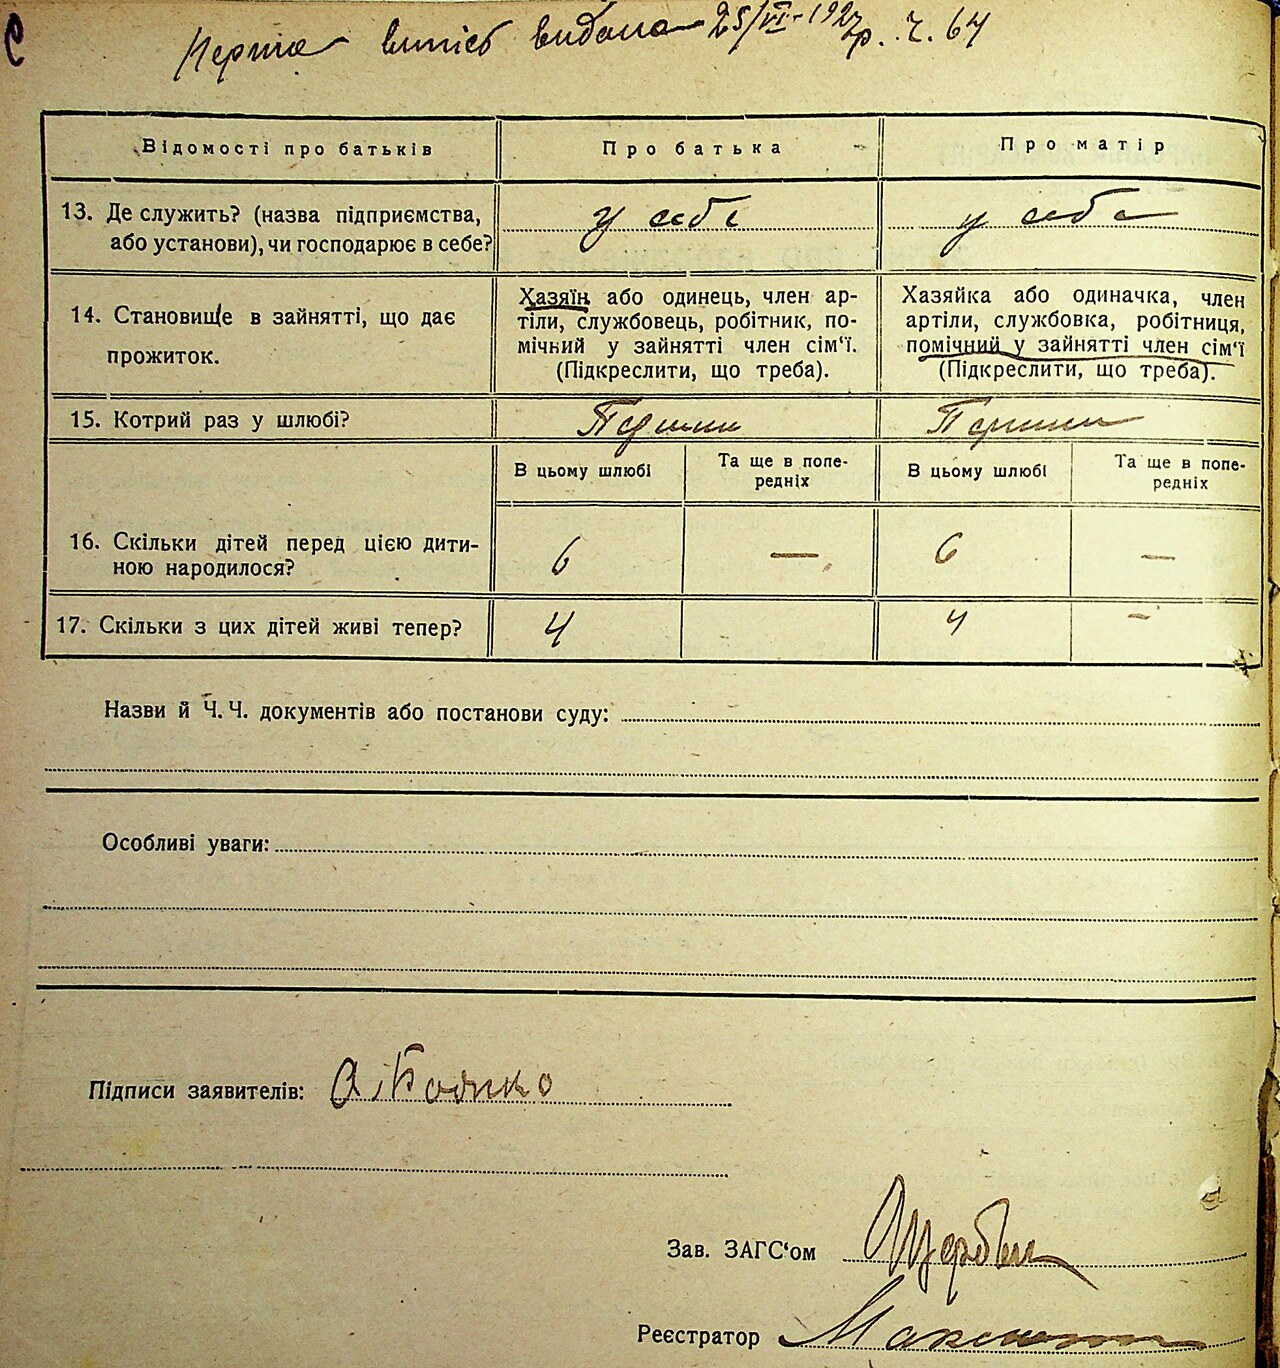 Перша випісь видана 25/VI-1927р. ч. 64
Відомості про батьків
Про батька
Про матір
13. Де служить? (назва підприємства,
або установи), чи господарює в себе?
у себе
у себе
14. Становище в зайнятті, що дає
прожиток.
Хазяїн або одинець, член ар-
тіли, службовець, робітник, по-
мічний у зайнятті член сім‘ї.
(Підкреслити, що треба).
Хазяйка або одиначка, член
артіли, службовка, робітниця,
помічний у зайнятті член сім‘ї
(Підкреслити, що треба).
15. Котрий раз у шлюбі?
Перший
Перший
В цьому шлюбі
Та ще в попе-
редніх
В цьому шлюбі
Та ще в попе-
редніх
16. Скільки дітей перед цією дити-
ною народилося?
6
—
6
—
17. Скільки з цих дітей живі тепер?
4
4
-
Назви й Ч. Ч. документів або постанови суду:
Особливі уваги:
Підписи заявителів:
Зав. ЗАГС‘ом
Реєстратор